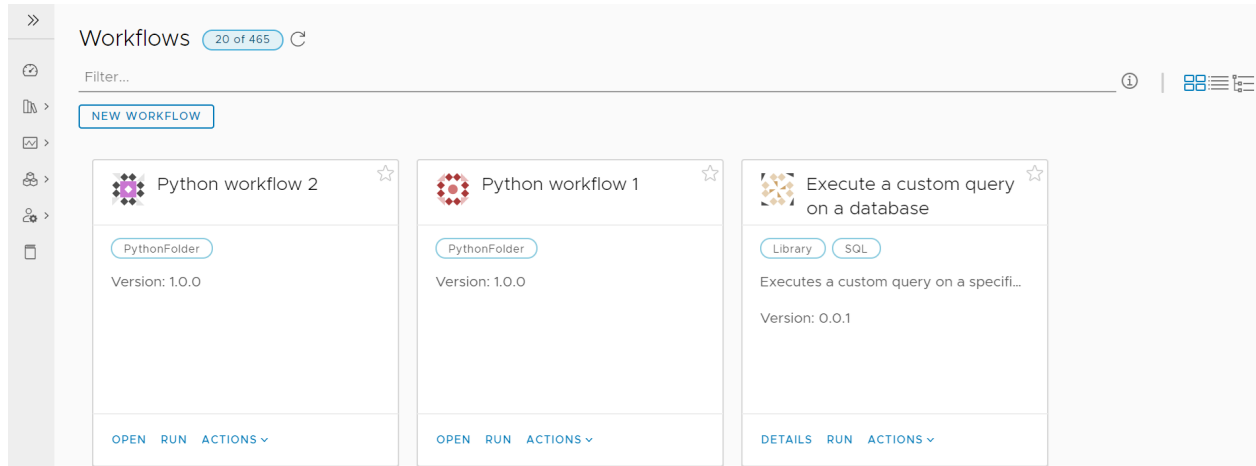 Workflows 20 of 465
Filter...
NEW WORKFLOW
Python workflow 2
PythonFolder
Version: 1.0.0
OPEN RUN ACTIONS
Python workflow 1
PythonFolder
Version: 1.0.0
OPEN RUN ACTIONS
Execute a custom query
on a database
Library SQL
Executes a custom query on a specifi...
Version: 0.0.1
DETAILS RUN ACTIONS